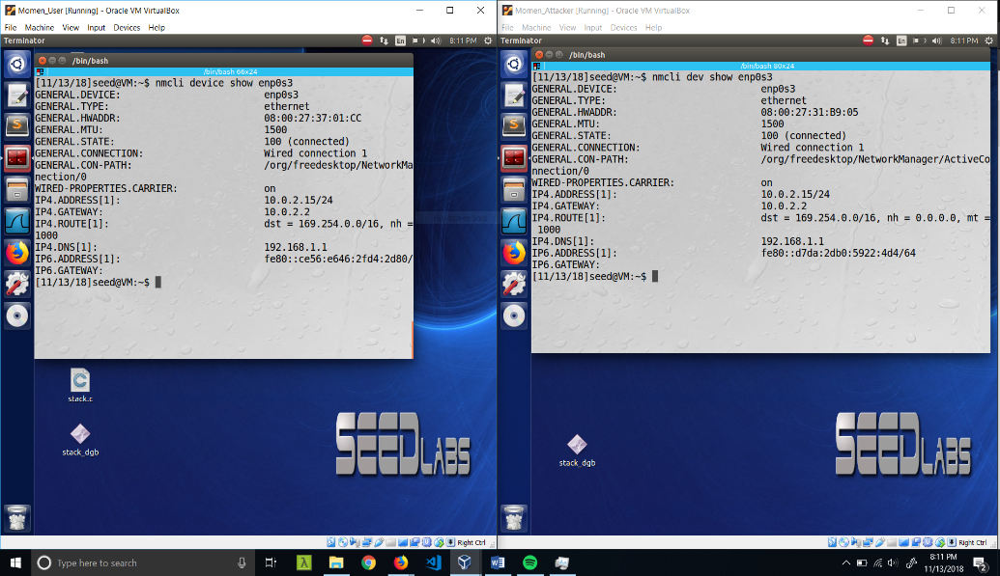 Momen_User [Running] - Oracle VM VirtualBox
File Machine View Input Devices Help
Terminator
En
8:11 PM
/bin/bash
/bin/bash 66x24
[11/13/18]seed@VM:~$ nmcli device show enp0s3
GENERAL.DEVICE: enp0s3
GENERAL.TYPE: ethernet
GENERAL.HWADDR: 08:00:27:37:01:CC
GENERAL.MTU: 1500
GENERAL.STATE: 100 (connected)
GENERAL.CONNECTION: Wired connection 1
GENERAL.CON-PATH: /org/freedesktop/NetworkMa
nnection/0
WIRED-PROPERTIES.CARRIER: on
IP4.ADDRESS[1]: 10.0.2.15/24
IP4.GATEWAY: 10.0.2.2
IP4.ROUTE[1]: dst = 169.254.0.0/16, nh =
1000
IP4.DNS[1]: 192.168.1.1
IP6.ADDRESS[1]: fe80::ce56:e646:2fd4:2d80/
IP6.GATEWAY:
[11/13/18]seed@VM:~$
stack.c
stack_dgb
SEEDLABS
Right Ctrl
Momen_Attacker [Running] - Oracle VM VirtualBox
File Machine View Input Devices Help
Terminator
En
8:11 PM
/bin/bash
/bin/bash 80x24
[11/13/18]seed@VM:~$ nmcli dev show enp0s3
GENERAL.DEVICE: enp0s3
GENERAL.TYPE: ethernet
GENERAL.HWADDR: 08:00:27:31:B9:05
GENERAL.MTU: 1500
GENERAL.STATE: 100 (connected)
GENERAL.CONNECTION: Wired connection 1
GENERAL.CON-PATH: /org/freedesktop/NetworkManager/ActiveCo
nnection/0
WIRED-PROPERTIES.CARRIER: on
IP4.ADDRESS[1]: 10.0.2.15/24
IP4.GATEWAY: 10.0.2.2
IP4.ROUTE[1]: dst = 169.254.0.0/16, nh = 0.0.0.0, mt =
1000
IP4.DNS[1]: 192.168.1.1
IP6.ADDRESS[1]: fe80::d7da:2db0:5922:4d4/64
IP6.GATEWAY:
[11/13/18]seed@VM:~$
stack_dgb
SEEDLABS
Right Ctrl
Type here to search
8:11 PM
11/13/2018
2